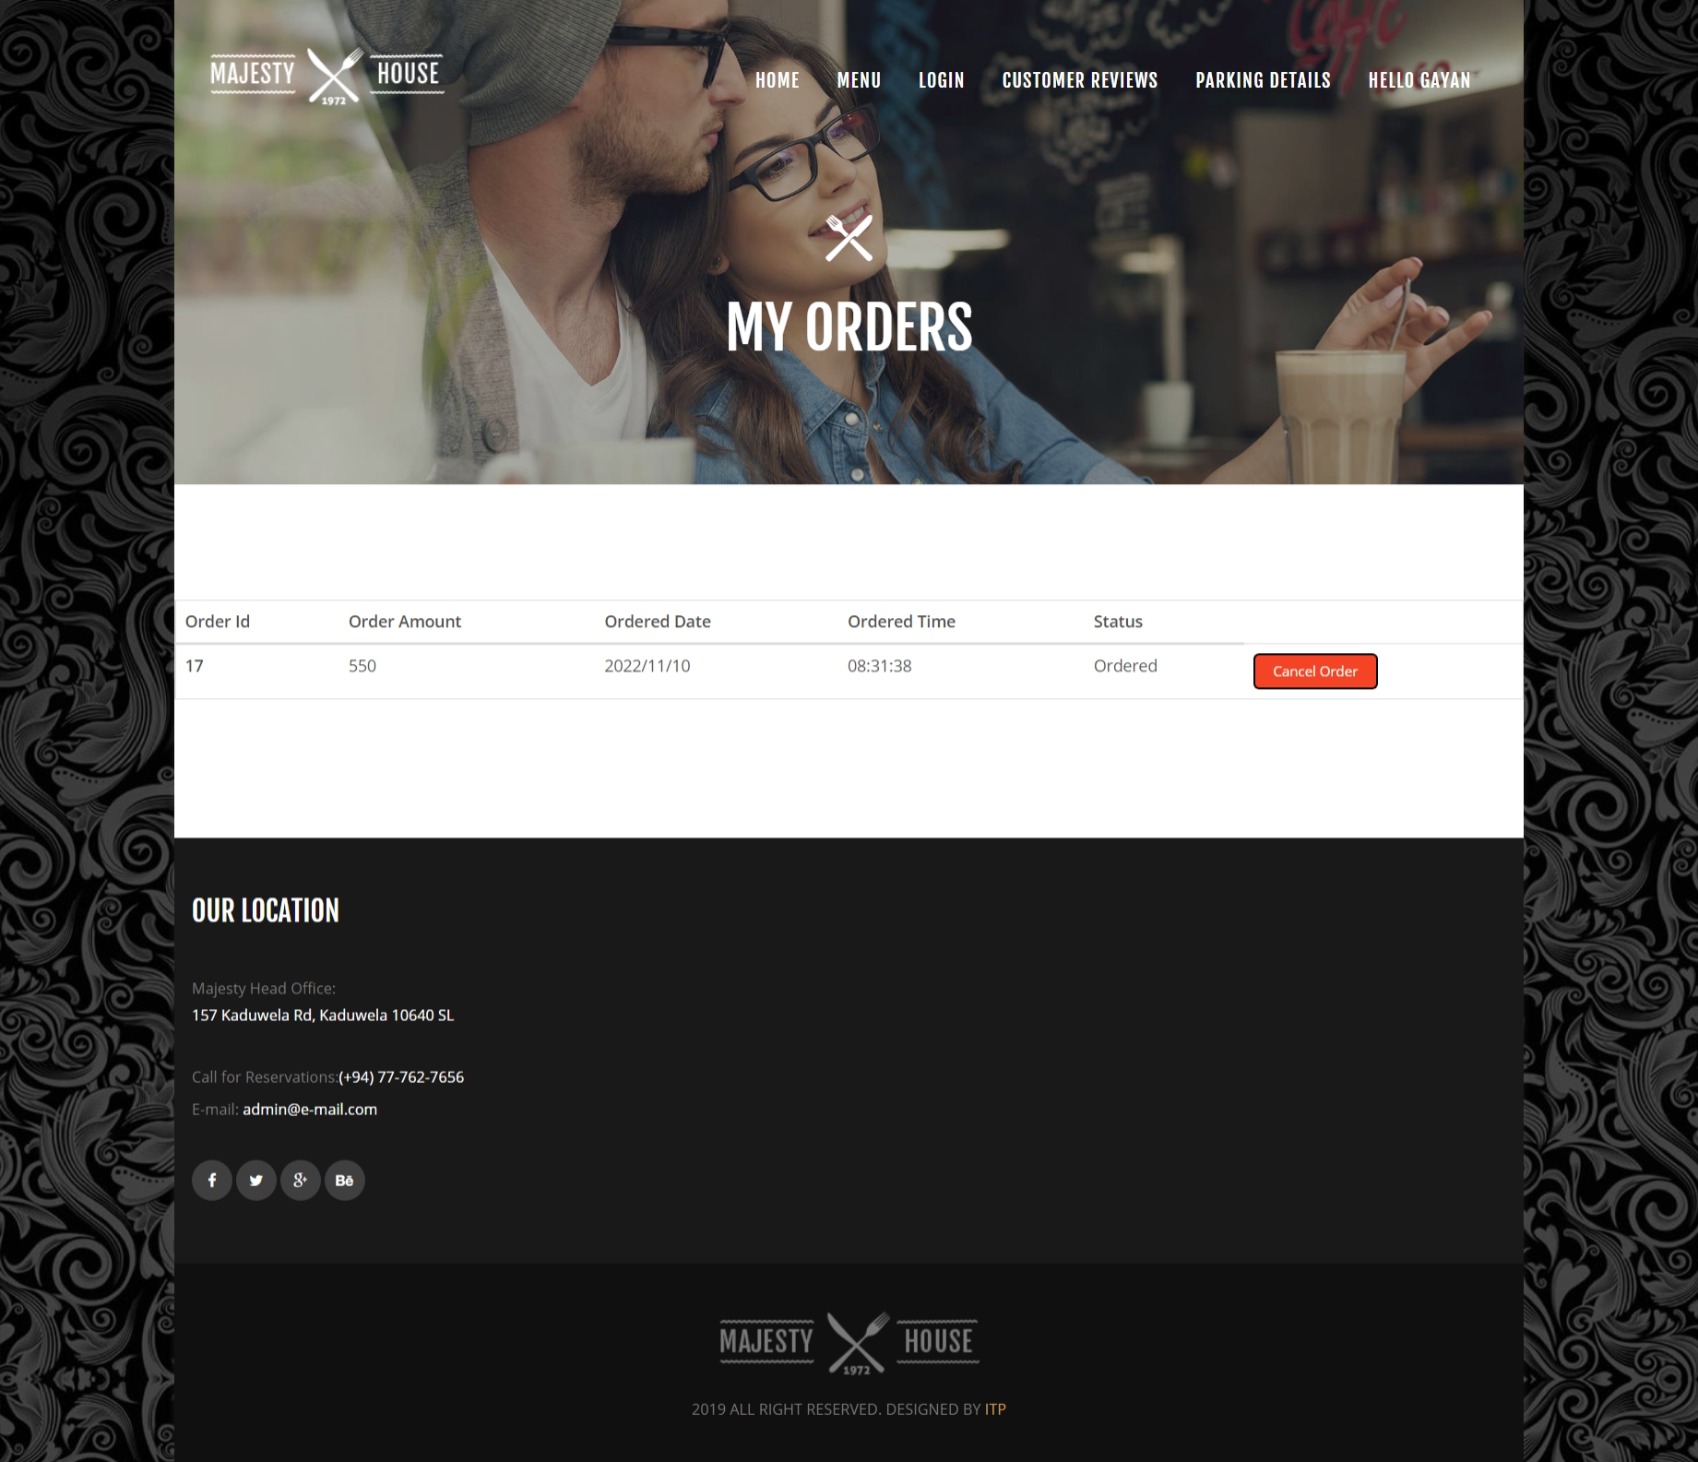 MAJESTY HOUSE
1972
HOME MENU LOGIN CUSTOMER REVIEWS PARKING DETAILS HELLO GAYAN
MY ORDERS
Order Id Order Amount Ordered Date Ordered Time Status
17 550 2022/11/10 08:31:38 Ordered Cancel Order
OUR LOCATION
Majesty Head Office:
157 Kaduwela Rd, Kaduwela 10640 SL
Call for Reservations:(+94) 77-762-7656
E-mail: admin@e-mail.com
MAJESTY HOUSE
1972
2019 ALL RIGHT RESERVED. DESIGNED BY ITP